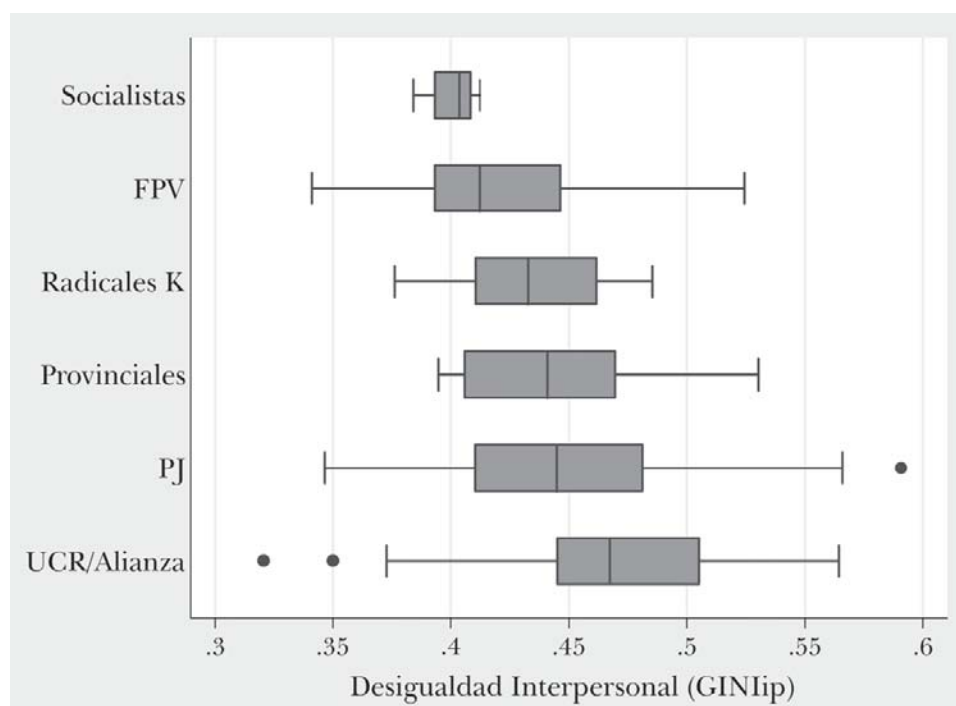 Socialistas
FPV
Radicales K
Provinciales
PJ
UCR/Alianza
.3 .35 .4 .45 .5 .55 .6
Desigualdad Interpersonal (GINIip)